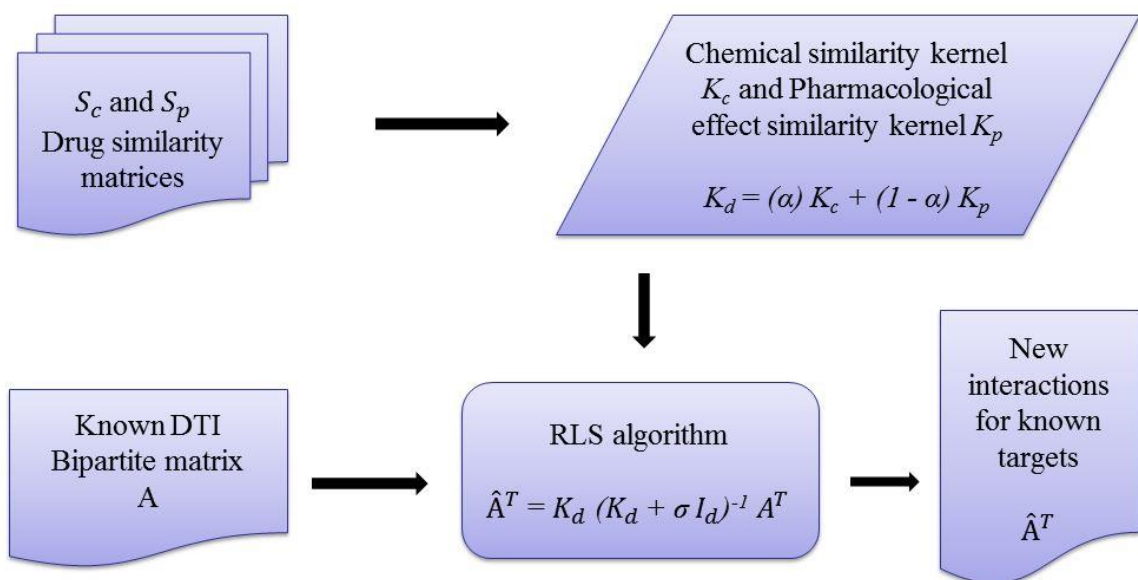 S_c and S_p
Drug similarity
matrices
Chemical similarity kernel
K_c and Pharmacological
effect similarity kernel K_p
K_d = (α) K_c + (1 - α) K_p
Known DTI
Bipartite matrix
A
RLS algorithm
Â^T = K_d (K_d + σ I_d)^-1 A^T
New
interactions
for known
targets
Â^T